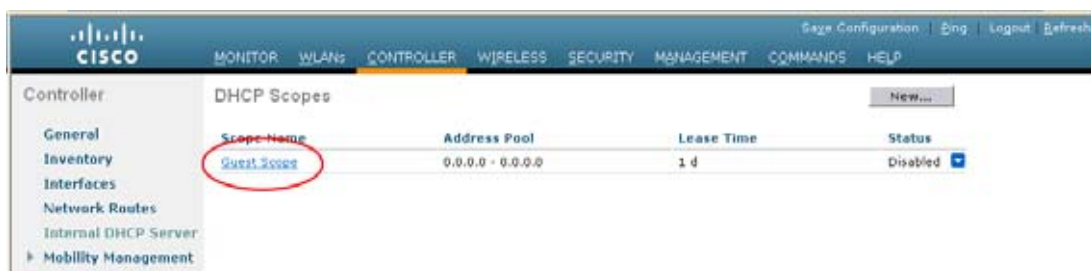 Save Configuration | Ping | Logout | Refresh
CISCO
MONITOR WLANs CONTROLLER WIRELESS SECURITY MANAGEMENT COMMANDS HELP
Controller
General
Inventory
Interfaces
Network Routes
Internal DHCP Server
Mobility Management
DHCP Scopes
New...
Scope Name Address Pool Lease Time Status
Guest Scope 0.0.0.0 - 0.0.0.0 1 d Disabled